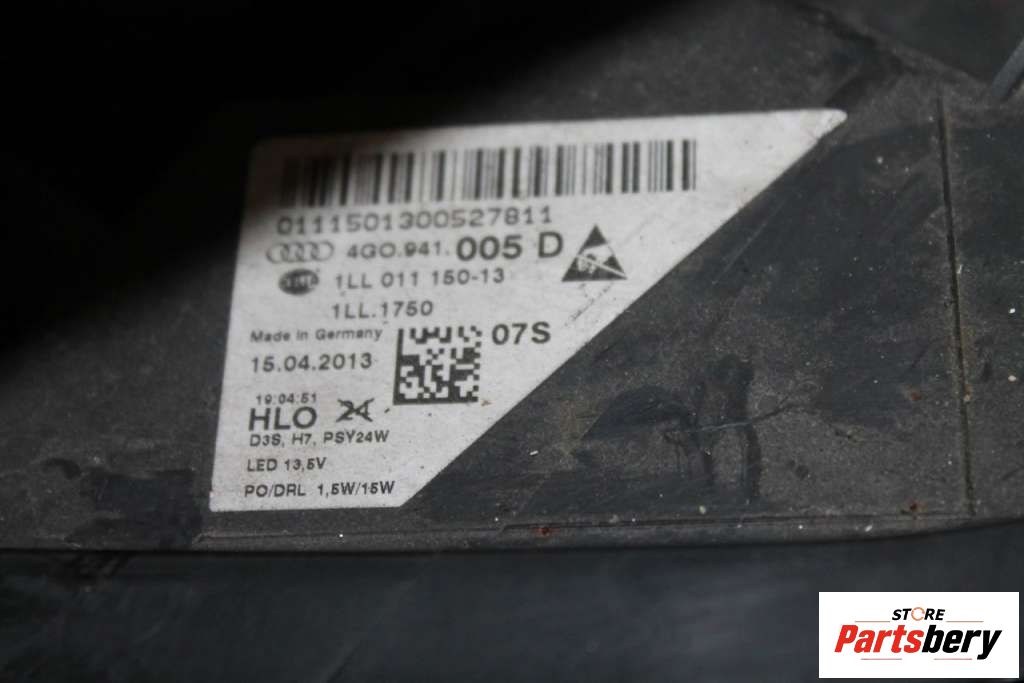 0111501300527811
4G0.941.005 D
1LL 011 150-13
1LL.1750
Made in Germany
07S
15.04.2013
19:04:51
HLO 24
D3S, H7, PSY24W
LED 13,5V
PO/DRL 1,5W/15W
STORE
Partsbery